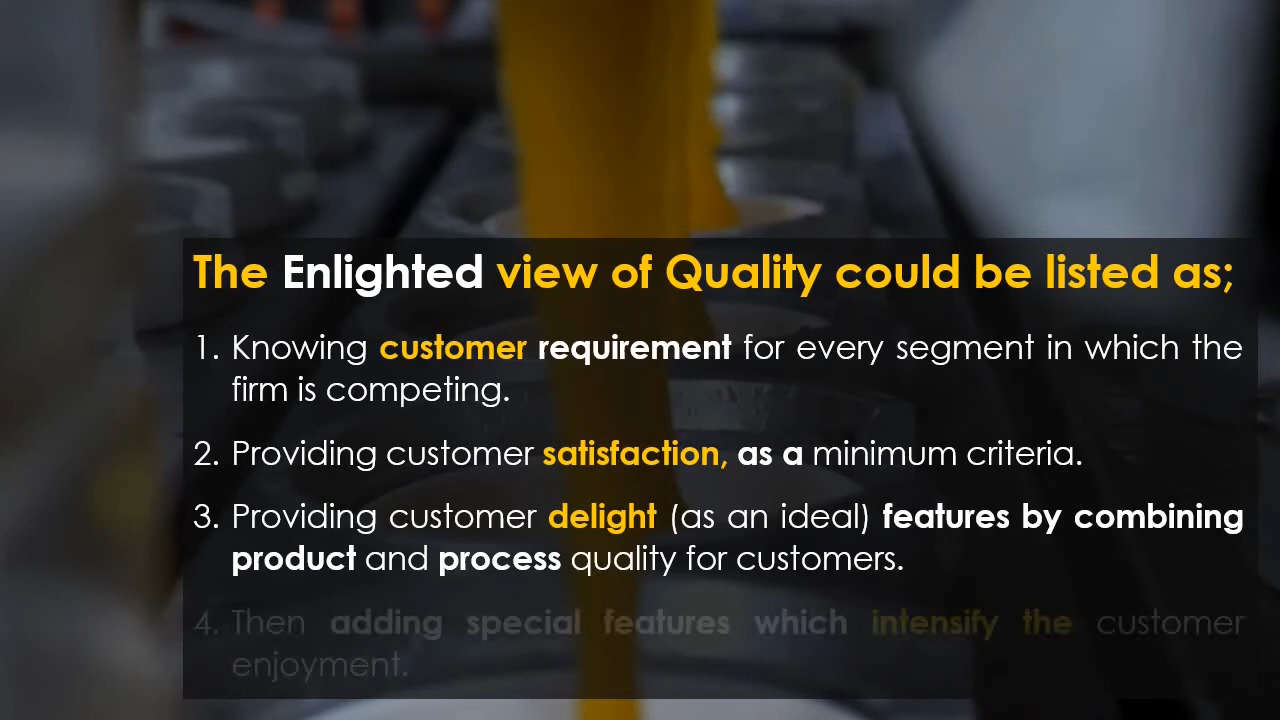 The Enlighted view of Quality could be listed as;
1. Knowing customer requirement for every segment in which the
firm is competing.
2. Providing customer satisfaction, as a minimum criteria.
3. Providing customer delight (as an ideal) features by combining
product and process quality for customers.
4. Then adding special features which intensify the customer
enjoyment.